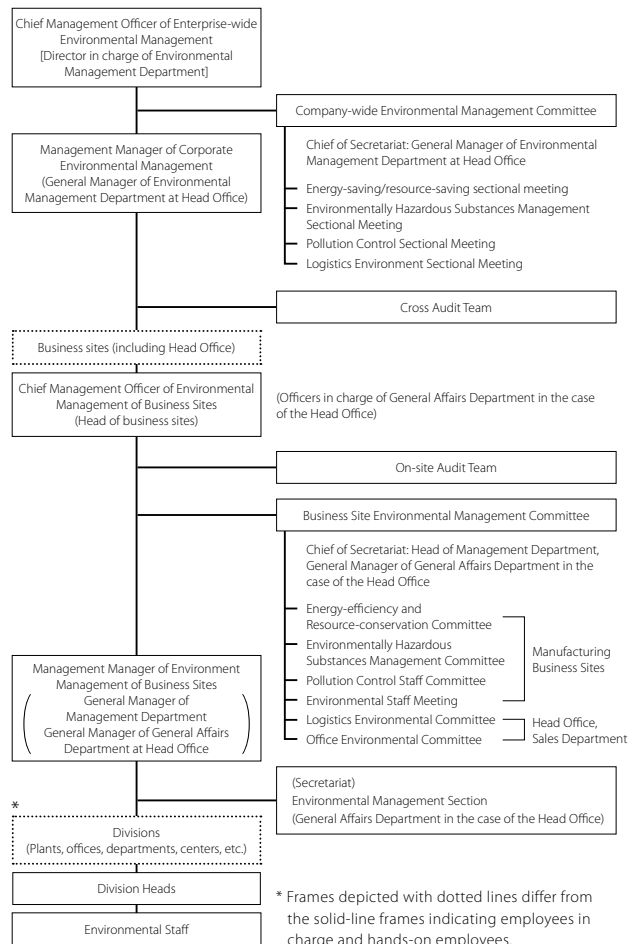 Chief Management Officer of Enterprise-wide
Environmental Management
[Director in charge of Environmental
Management Department]
Company-wide Environmental Management Committee
Chief of Secretariat: General Manager of Environmental
Management Department at Head Office
Energy-saving/resource-saving sectional meeting
Environmentally Hazardous Substances Management
Sectional Meeting
Pollution Control Sectional Meeting
Logistics Environment Sectional Meeting
Management Manager of Corporate
Environmental Management
(General Manager of Environmental
Management Department at Head Office)
Cross Audit Team
Business sites (including Head Office)
Chief Management Officer of Environmental
Management of Business Sites
(Head of business sites)
(Officers in charge of General Affairs Department in the case
of the Head Office)
On-site Audit Team
Business Site Environmental Management Committee
Chief of Secretariat: Head of Management Department,
General Manager of General Affairs Department in the
case of the Head Office
Energy-efficiency and
Resource-conservation Committee
Environmentally Hazardous
Substances Management Committee
Pollution Control Staff Committee
Environmental Staff Meeting
Manufacturing
Business Sites
Logistics Environmental Committee
Office Environmental Committee
Head Office,
Sales Department
Management Manager of Environment
Management of Business Sites
(General Manager of
Management Department
General Manager of General Affairs
Department at Head Office)
(Secretariat)
Environmental Management Section
(General Affairs Department in the case of the Head Office)
*
Divisions
(Plants, offices, departments, centers, etc.)
Division Heads
Environmental Staff
* Frames depicted with dotted lines differ from
the solid-line frames indicating employees in
charge and hands-on employees.